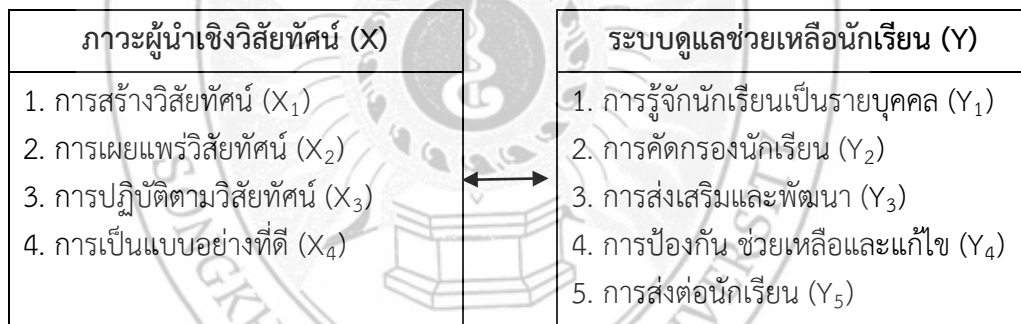 ภาวะผู้นำเชิงวิสัยทัศน์ (X)
1. การสร้างวิสัยทัศน์ (X₁)
2. การเผยแพร่วิสัยทัศน์ (X₂)
3. การปฏิบัติตามวิสัยทัศน์ (X₃)
4. การเป็นแบบอย่างที่ดี (X₄)
ระบบดูแลช่วยเหลือนักเรียน (Y)
1. การรู้จักนักเรียนเป็นรายบุคคล (Y₁)
2. การคัดกรองนักเรียน (Y₂)
3. การส่งเสริมและพัฒนา (Y₃)
4. การป้องกัน ช่วยเหลือและแก้ไข (Y₄)
5. การส่งต่อนักเรียน (Y₅)